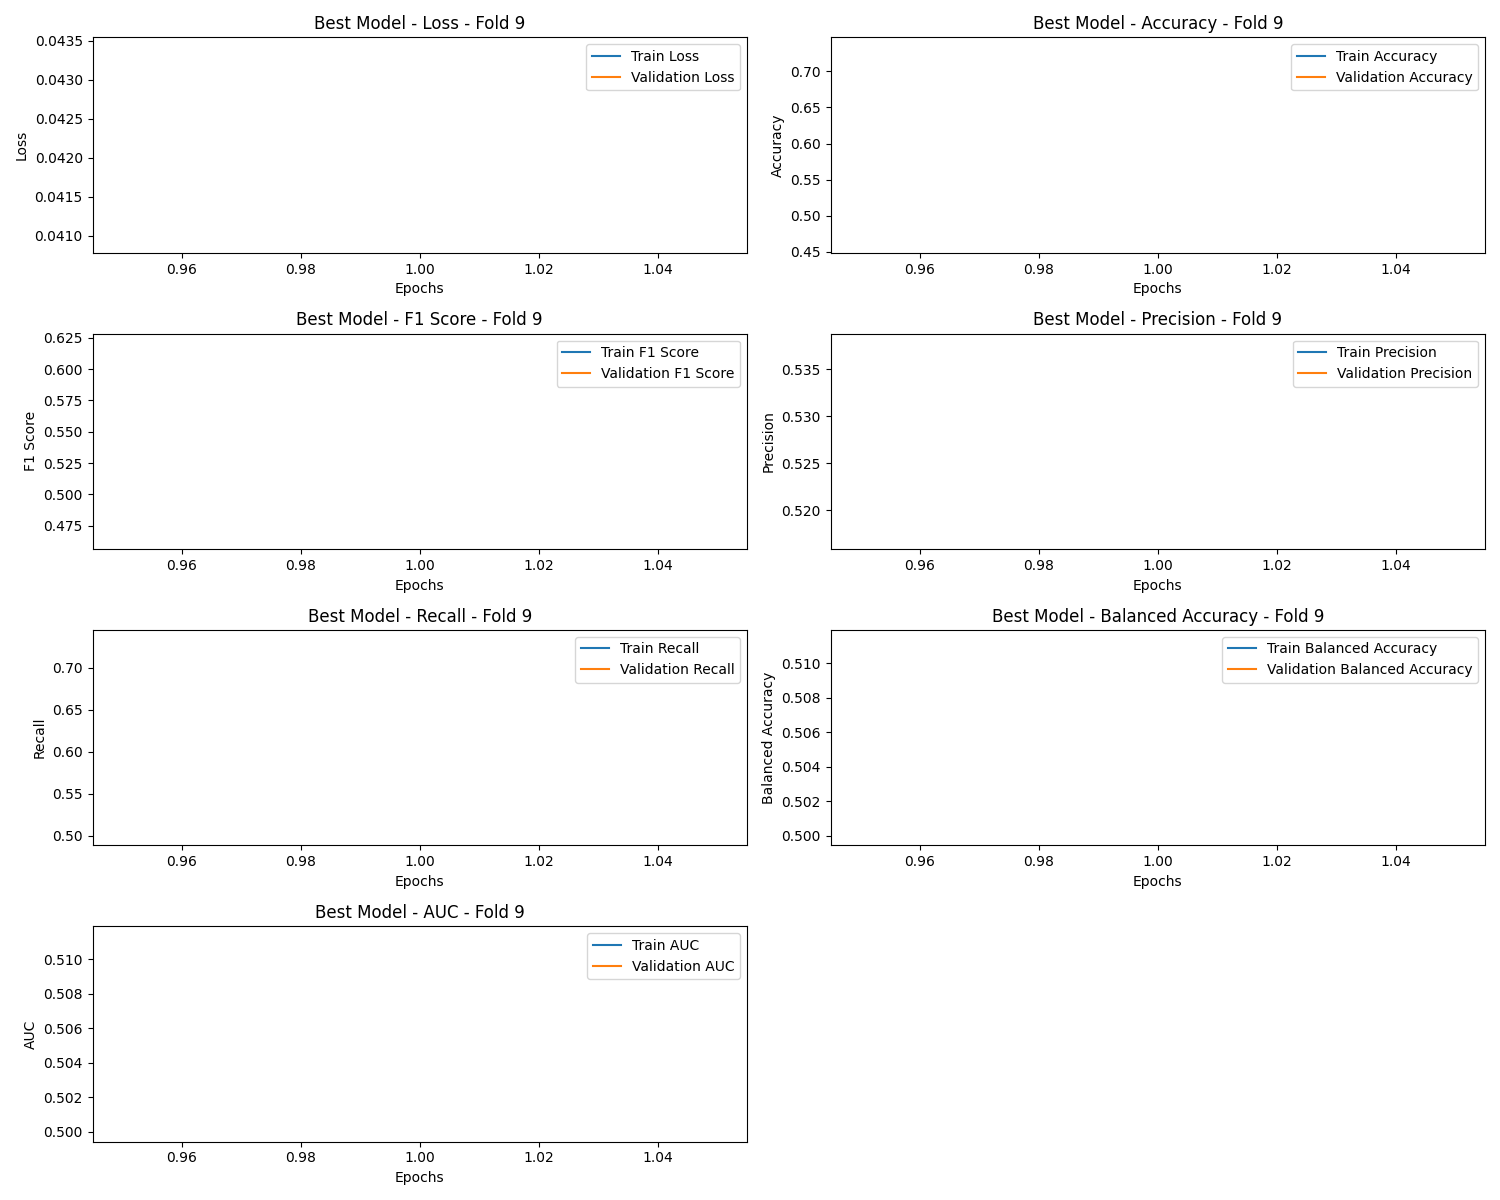 Best Model - Loss - Fold 9
0.0435
0.0430
0.0425
0.0420
0.0415
0.0410
Loss
Train Loss
Validation Loss
0.96 0.98 1.00 1.02 1.04
Epochs
Best Model - Accuracy - Fold 9
0.70
0.65
0.60
0.55
0.50
0.45
Accuracy
Train Accuracy
Validation Accuracy
0.96 0.98 1.00 1.02 1.04
Epochs
Best Model - F1 Score - Fold 9
0.625
0.600
0.575
0.550
0.525
0.500
0.475
F1 Score
Train F1 Score
Validation F1 Score
0.96 0.98 1.00 1.02 1.04
Epochs
Best Model - Precision - Fold 9
0.535
0.530
0.525
0.520
Precision
Train Precision
Validation Precision
0.96 0.98 1.00 1.02 1.04
Epochs
Best Model - Recall - Fold 9
0.70
0.65
0.60
0.55
0.50
Recall
Train Recall
Validation Recall
0.96 0.98 1.00 1.02 1.04
Epochs
Best Model - Balanced Accuracy - Fold 9
0.510
0.508
0.506
0.504
0.502
0.500
Balanced Accuracy
Train Balanced Accuracy
Validation Balanced Accuracy
0.96 0.98 1.00 1.02 1.04
Epochs
Best Model - AUC - Fold 9
0.510
0.508
0.506
0.504
0.502
0.500
AUC
Train AUC
Validation AUC
0.96 0.98 1.00 1.02 1.04
Epochs